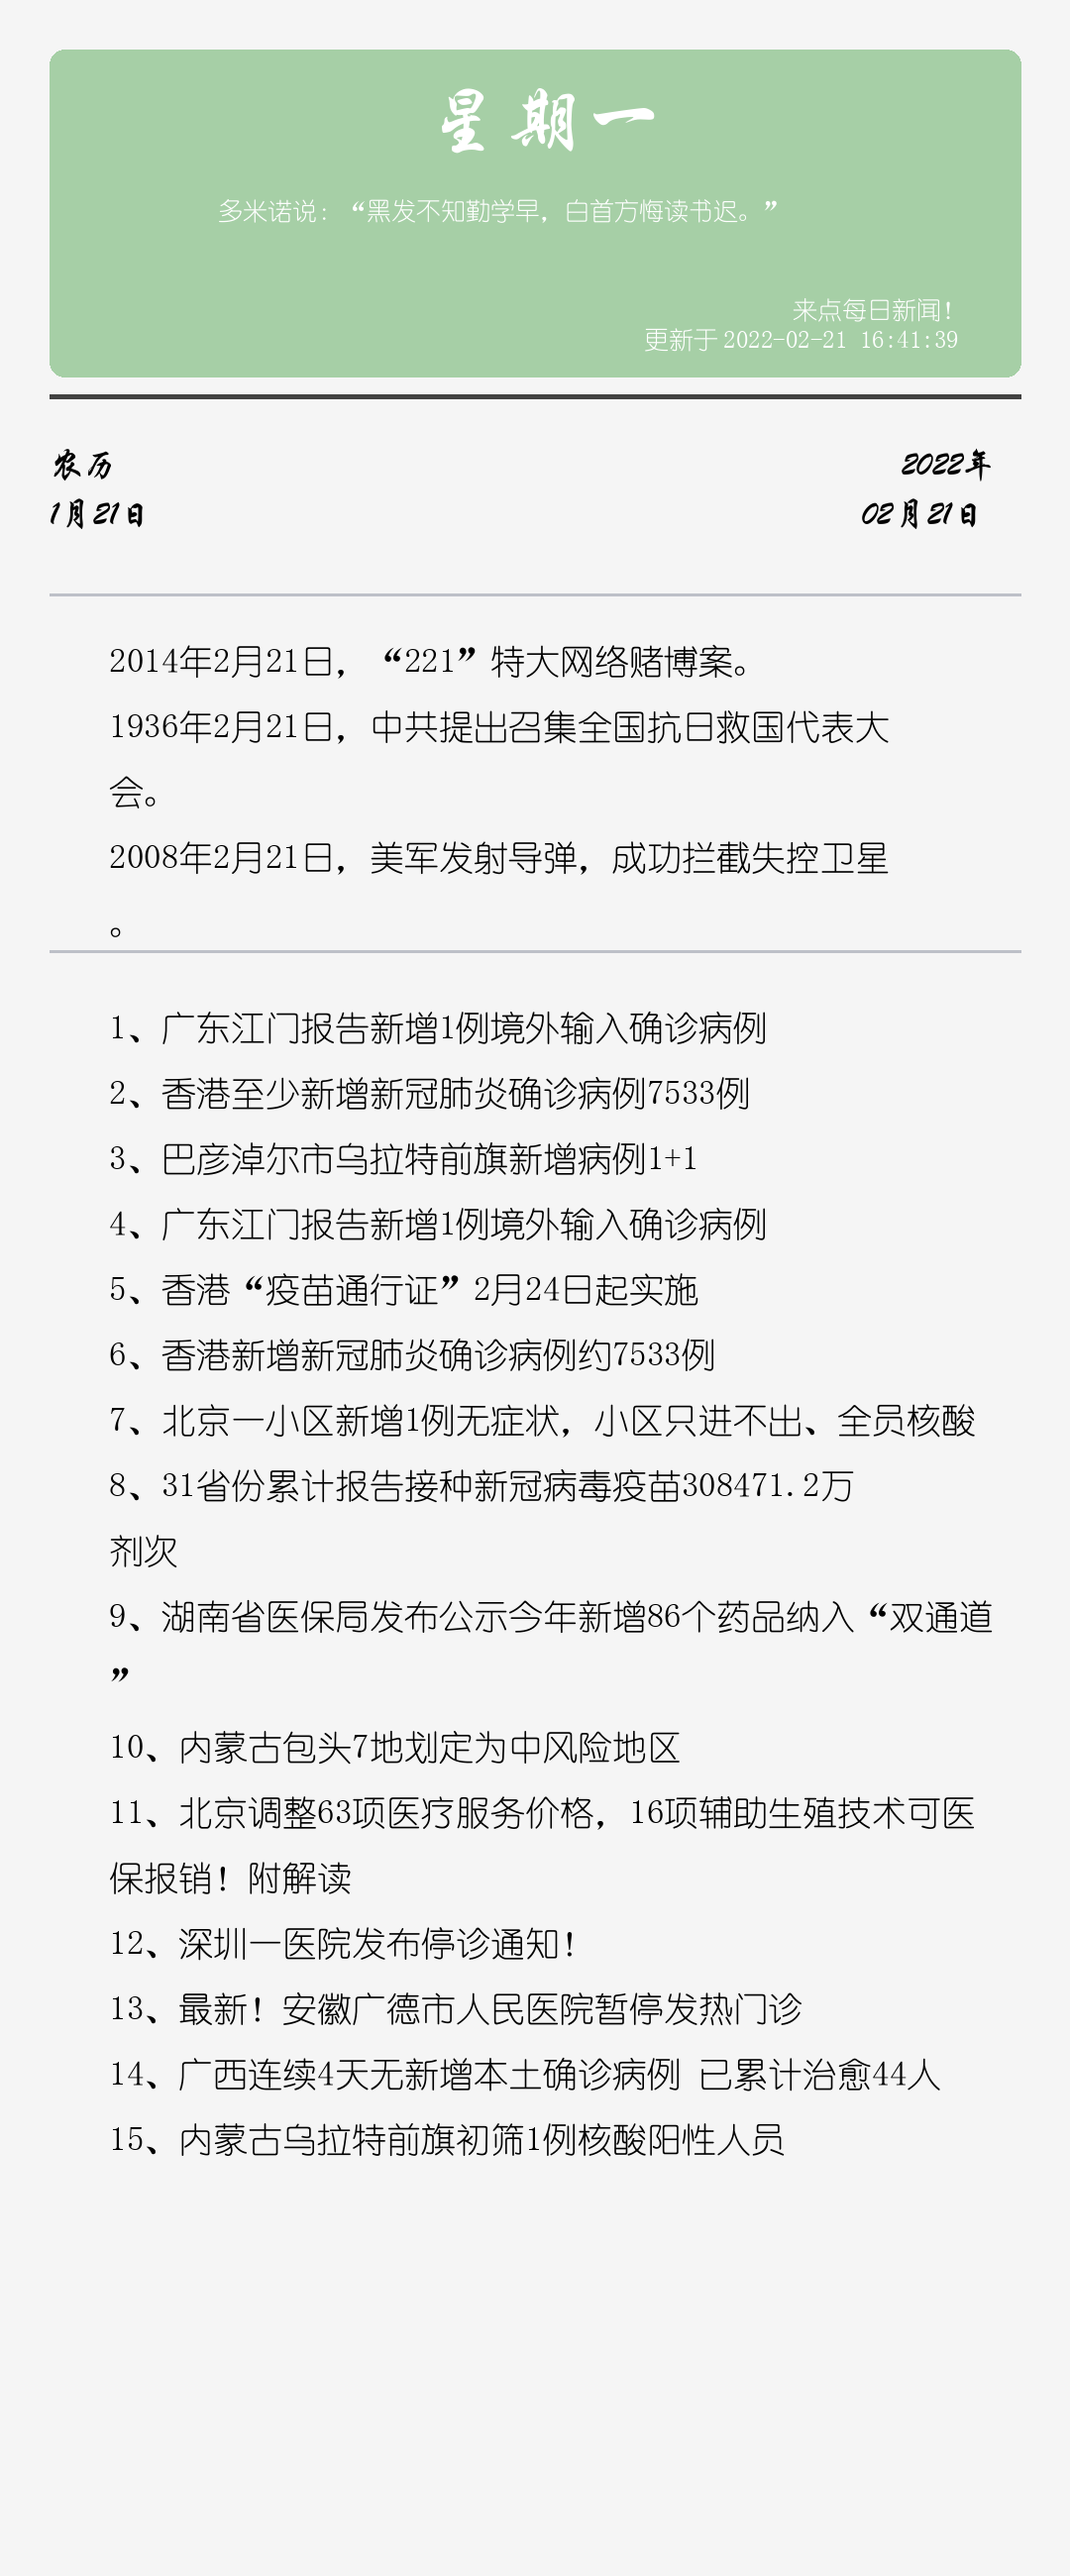 星期一
多米诺说：“黑发不知勤学早，白首方悔读书迟。”
来点每日新闻！
更新于 2022-02-21 16:41:39
农历
2022年
1月21日
02月21日
2014年2月21日，“221”特大网络赌博案。
1936年2月21日，中共提出召集全国抗日救国代表大
会。
2008年2月21日，美军发射导弹，成功拦截失控卫星
。
1、广东江门报告新增1例境外输入确诊病例
2、香港至少新增新冠肺炎确诊病例7533例
3、巴彦淖尔市乌拉特前旗新增病例1+1
4、广东江门报告新增1例境外输入确诊病例
5、香港“疫苗通行证”2月24日起实施
6、香港新增新冠肺炎确诊病例约7533例
7、北京一小区新增1例无症状，小区只进不出、全员核酸
8、31省份累计报告接种新冠病毒疫苗308471.2万
剂次
9、湖南省医保局发布公示今年新增86个药品纳入“双通道
”
10、内蒙古包头7地划定为中风险地区
11、北京调整63项医疗服务价格，16项辅助生殖技术可医
保报销！附解读
12、深圳一医院发布停诊通知！
13、最新！安徽广德市人民医院暂停发热门诊
14、广西连续4天无新增本土确诊病例 已累计治愈44人
15、内蒙古乌拉特前旗初筛1例核酸阳性人员